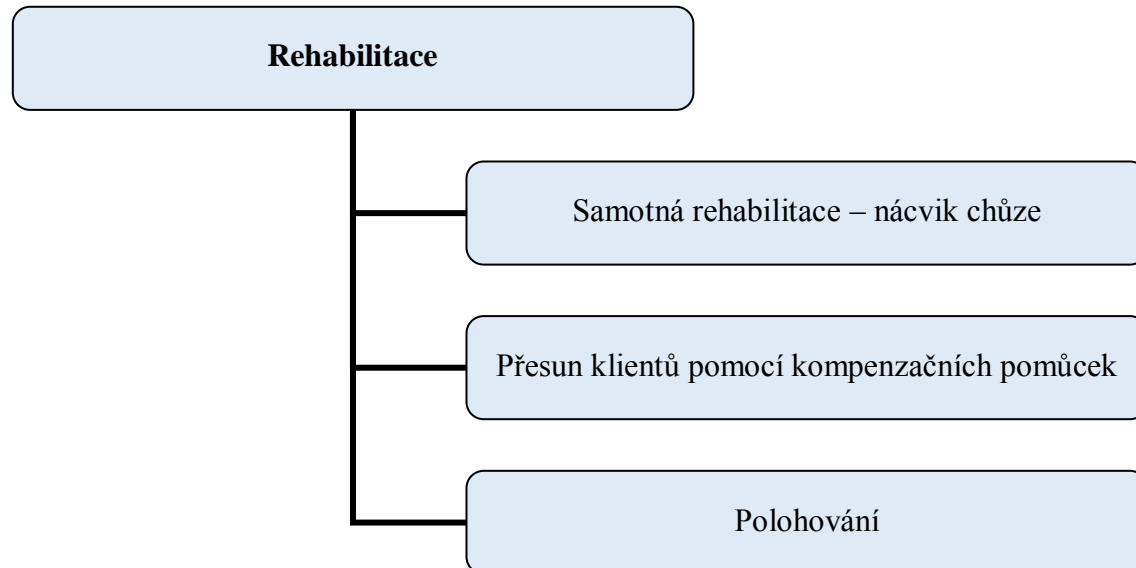 Rehabilitace
Samotná rehabilitace – nácvik chůze
Přesun klientů pomocí kompenzačních pomůcek
Polohování